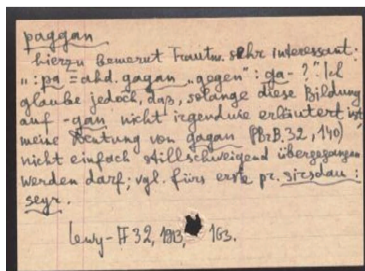 paggan
hierzu bemerkt Trautm. sehr interessant:
„: pa = ahd. gagan „gegen“ : ga- ?“ Ich
glaube jedoch, daß, solange diese Bildung
auf -gan nicht irgendwie erläutert ist
meine Deutung von gagan (PBrB. 32, 140)
nicht einfach stillschweigend übergegangen
werden darf; vgl. fürs erste pr. sirsdau :
seyr.
Lewy - IF 32, 1913, 163.